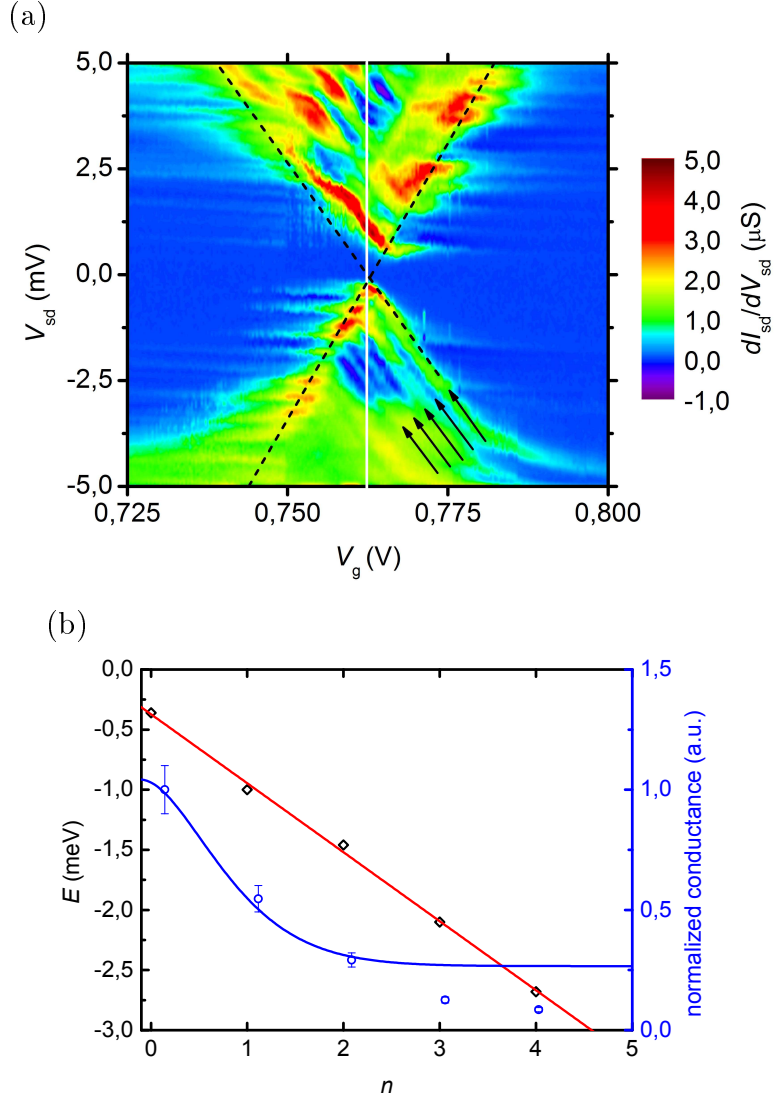 (a)
5,0
2,5
0,0
-2,5
-5,0
V_sd (mV)
0,725 0,750 0,775 0,800
V_g (V)
5,0
4,0
3,0
2,0
1,0
0,0
-1,0
dI_sd/dV_sd (μS)
(b)
0,0
-0,5
-1,0
-1,5
-2,0
-2,5
-3,0
E (meV)
1,5
1,0
0,5
0,0
normalized conductance (a.u.)
0 1 2 3 4 5
n